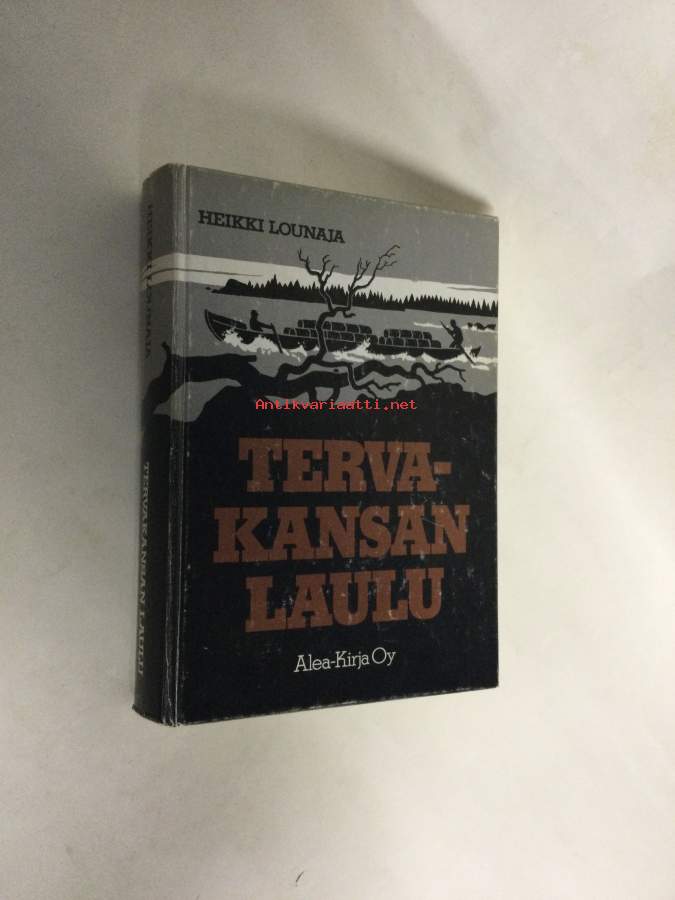 HEIKKI LOUNAJA
Antikvariaatti.net
TERVA-
KANSAN
LAULU
Alea-Kirja Oy
HEIKKI LOUNAJA
TERVAKANSAN LAULU